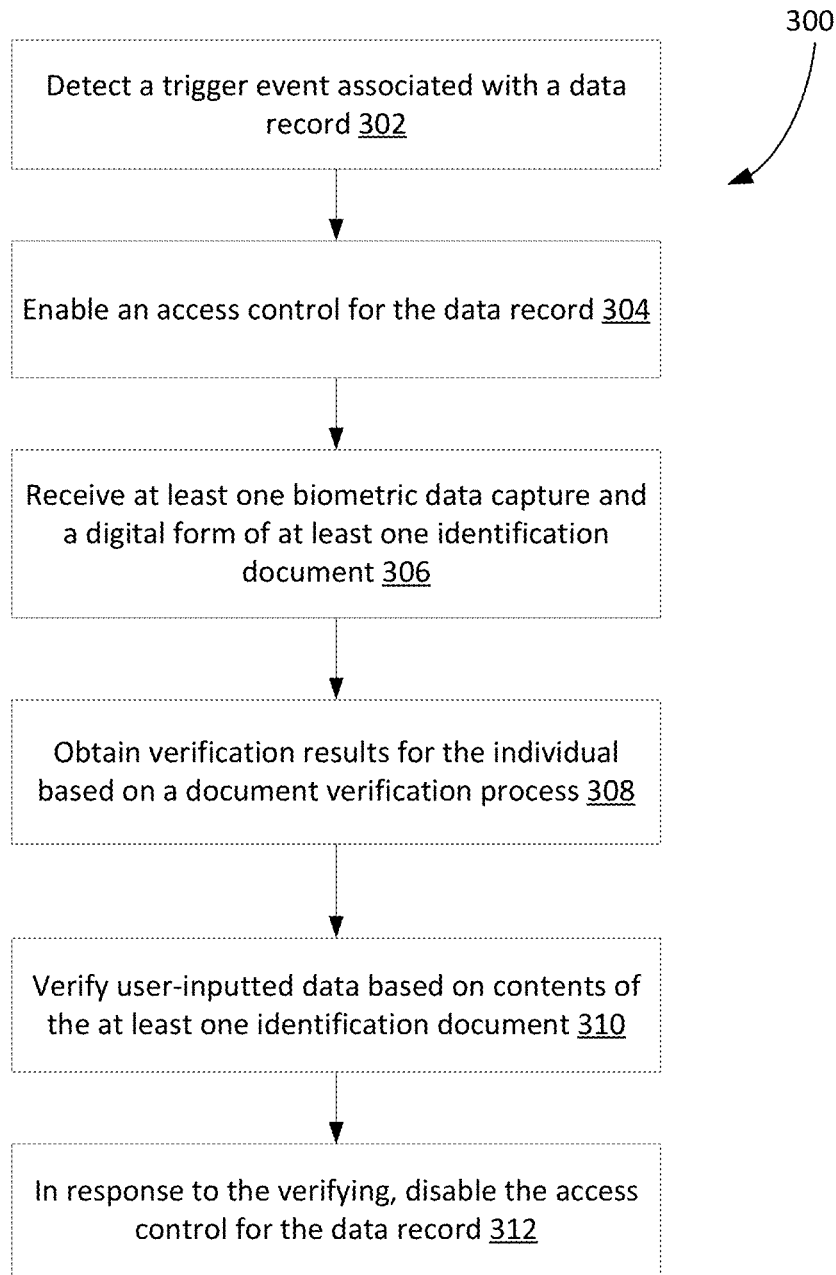 300
Detect a trigger event associated with a data
record 302
Enable an access control for the data record 304
Receive at least one biometric data capture and
a digital form of at least one identification
document 306
Obtain verification results for the individual
based on a document verification process 308
Verify user-inputted data based on contents of
the at least one identification document 310
In response to the verifying, disable the access
control for the data record 312